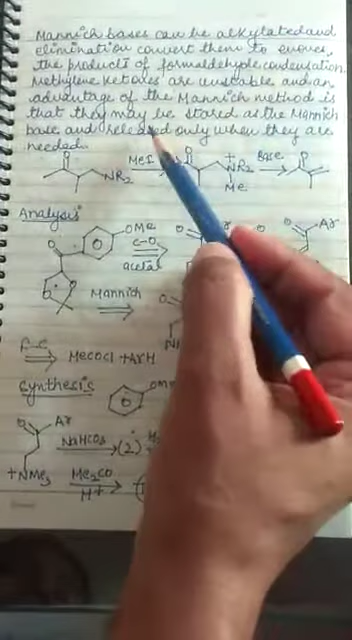 Mannich bases can be alkylated and
elimination convert them to enones,
the products of formaldehyde condensation.
Methylene Ketones are unstable and an
advantage of the Mannich method is
that they may be stored as the Mannich
base and released only when they are
needed.
O NR2 MeI O + NR2 Me Base O
Analysis
OMe C-O acetal O O Ar
O Mannich O
C-C MeCOCl + ArH
Synthesis OMe
O Ar NaHCO3 (2)
+NMe3 Me2CO H+